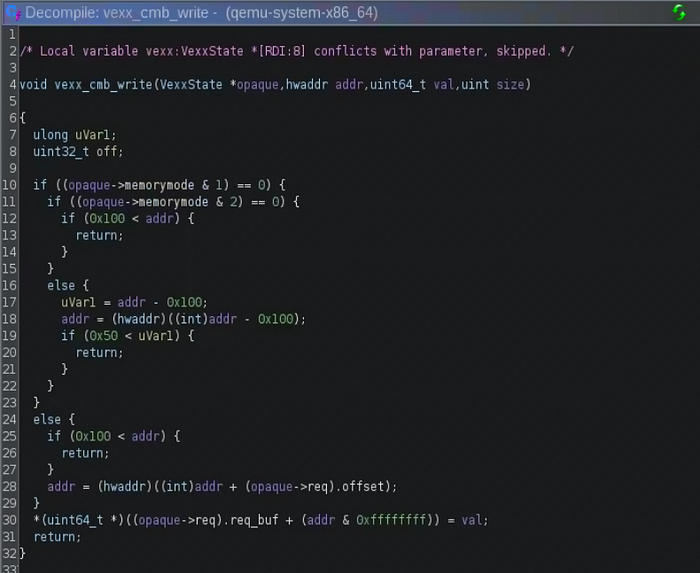 Decompile: vexx_cmb_write - (qemu-system-x86_64)
1
2 /* Local variable vexx:VexxState *[RDI:8] conflicts with parameter, skipped. */
3
4 void vexx_cmb_write(VexxState *opaque,hwaddr addr,uint64_t val,uint size)
5
6 {
7   ulong uVar1;
8   uint32_t off;
9
10   if ((opaque->memorymode & 1) == 0) {
11     if ((opaque->memorymode & 2) == 0) {
12       if (0x100 < addr) {
13         return;
14       }
15     }
16     else {
17       uVar1 = addr - 0x100;
18       addr = (hwaddr)((int)addr - 0x100);
19       if (0x50 < uVar1) {
20         return;
21       }
22     }
23   }
24   else {
25     if (0x100 < addr) {
26       return;
27     }
28     addr = (hwaddr)((int)addr + (opaque->req).offset);
29   }
30   *(uint64_t *)((opaque->req).req_buf + (addr & 0xffffffff)) = val;
31   return;
32 }
33